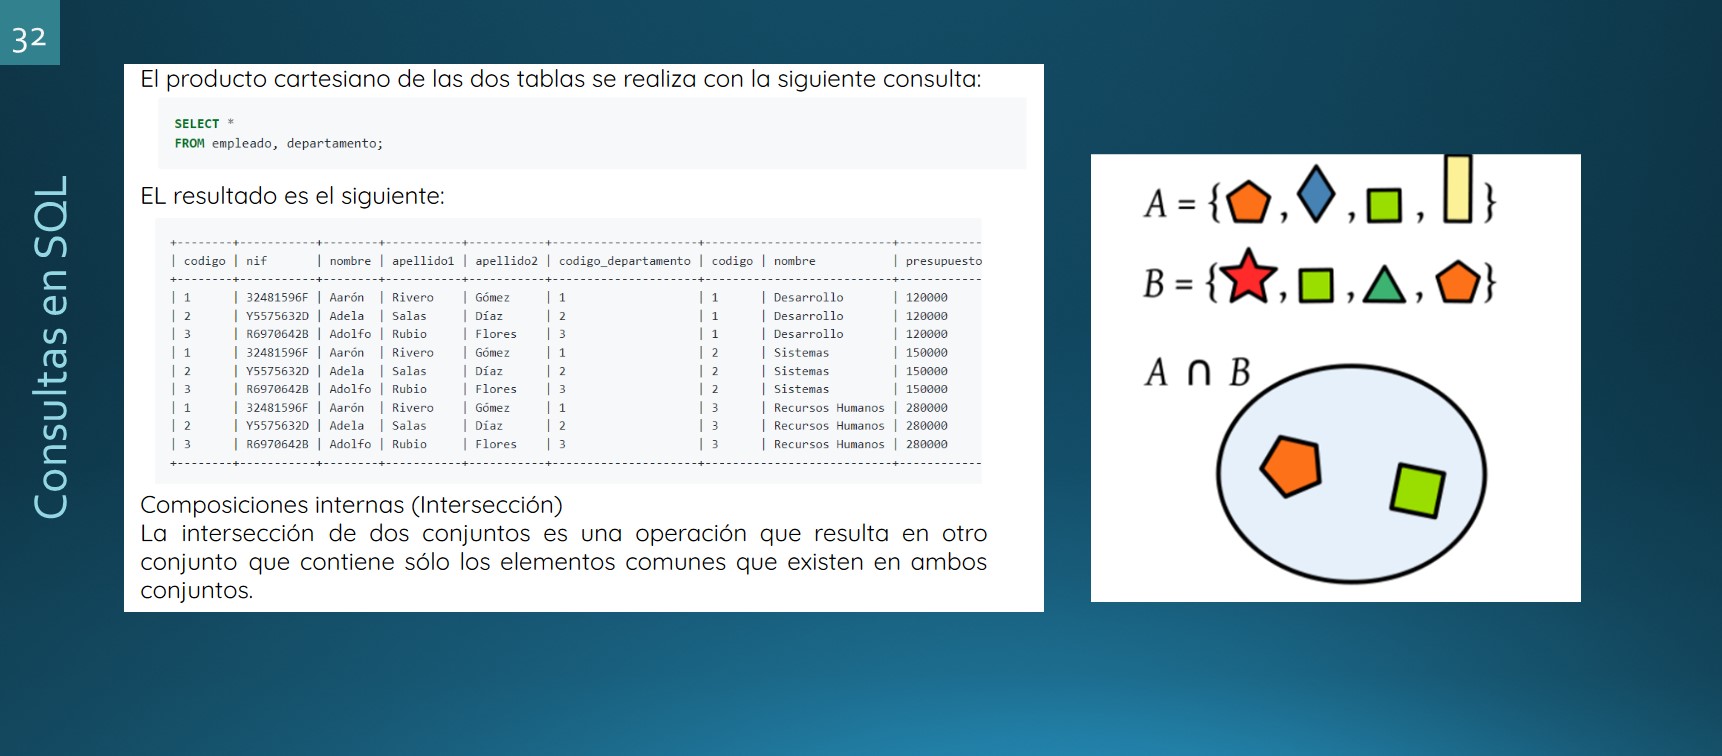 32
Consultas en SQL
El producto cartesiano de las dos tablas se realiza con la siguiente consulta:
SELECT *
FROM empleado, departamento;
EL resultado es el siguiente:
+--------+-----------+--------+-----------+-----------+---------------------+--------+------------------+-----------
| codigo | nif | nombre | apellido1 | apellido2 | codigo_departamento | codigo | nombre | presupuesto
+--------+-----------+--------+-----------+-----------+---------------------+--------+------------------+-----------
| 1 | 32481596F | Aarón | Rivero | Gómez | 1 | 1 | Desarrollo | 120000
| 2 | Y5575632D | Adela | Salas | Díaz | 2 | 1 | Desarrollo | 120000
| 3 | R6970642B | Adolfo | Rubio | Flores | 3 | 1 | Desarrollo | 120000
| 1 | 32481596F | Aarón | Rivero | Gómez | 1 | 2 | Sistemas | 150000
| 2 | Y5575632D | Adela | Salas | Díaz | 2 | 2 | Sistemas | 150000
| 3 | R6970642B | Adolfo | Rubio | Flores | 3 | 2 | Sistemas | 150000
| 1 | 32481596F | Aarón | Rivero | Gómez | 1 | 3 | Recursos Humanos | 280000
| 2 | Y5575632D | Adela | Salas | Díaz | 2 | 3 | Recursos Humanos | 280000
| 3 | R6970642B | Adolfo | Rubio | Flores | 3 | 3 | Recursos Humanos | 280000
+--------+-----------+--------+-----------+-----------+---------------------+--------+------------------+-----------
Composiciones internas (Intersección)
La intersección de dos conjuntos es una operación que resulta en otro
conjunto que contiene sólo los elementos comunes que existen en ambos
conjuntos.
A = { , , , }
B = { , , , }
A ∩ B